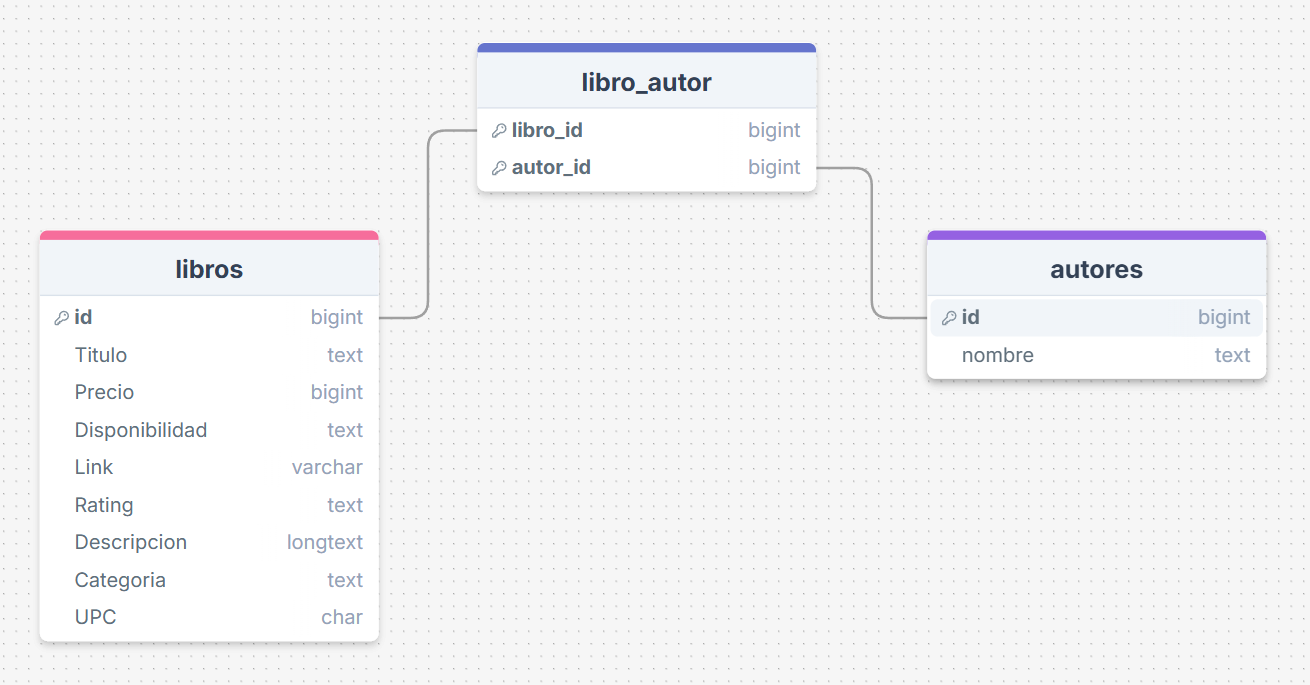 libro_autor
libro_id bigint
autor_id bigint
libros
id bigint
Titulo text
Precio bigint
Disponibilidad text
Link varchar
Rating text
Descripcion longtext
Categoria text
UPC char
autores
id bigint
nombre text